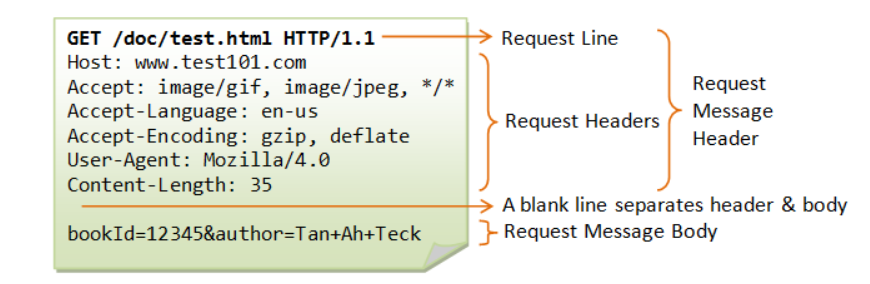 GET /doc/test.html HTTP/1.1
Host: www.test101.com
Accept: image/gif, image/jpeg, */*
Accept-Language: en-us
Accept-Encoding: gzip, deflate
User-Agent: Mozilla/4.0
Content-Length: 35
bookId=12345&author=Tan+Ah+Teck
Request Line
Request Headers
Request
Message
Header
A blank line separates header & body
Request Message Body